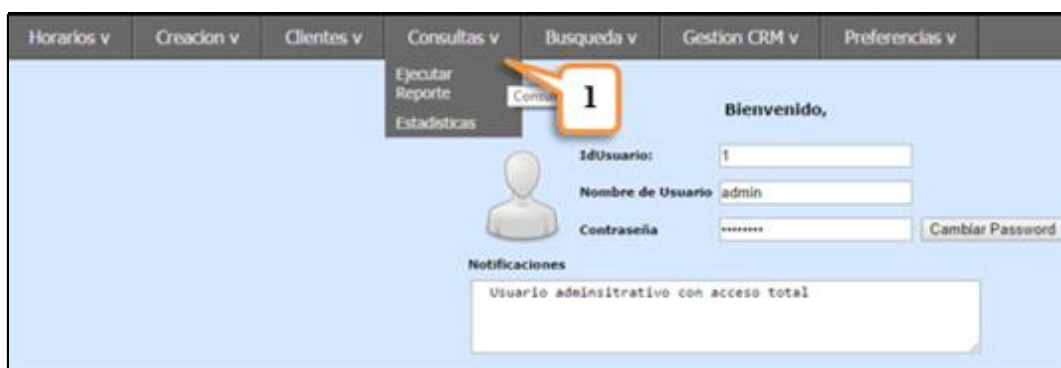 Horarios v Creacion v Clientes v Consultas v Busqueda v Gestion CRM v Preferencias v
Ejecutar
Reporte
Estadisticas
1
Bienvenido,
IdUsuario: 1
Nombre de Usuario admin
Contraseña •••••••• Cambiar Password
Notificaciones
Usuario adminsitrativo con acceso total